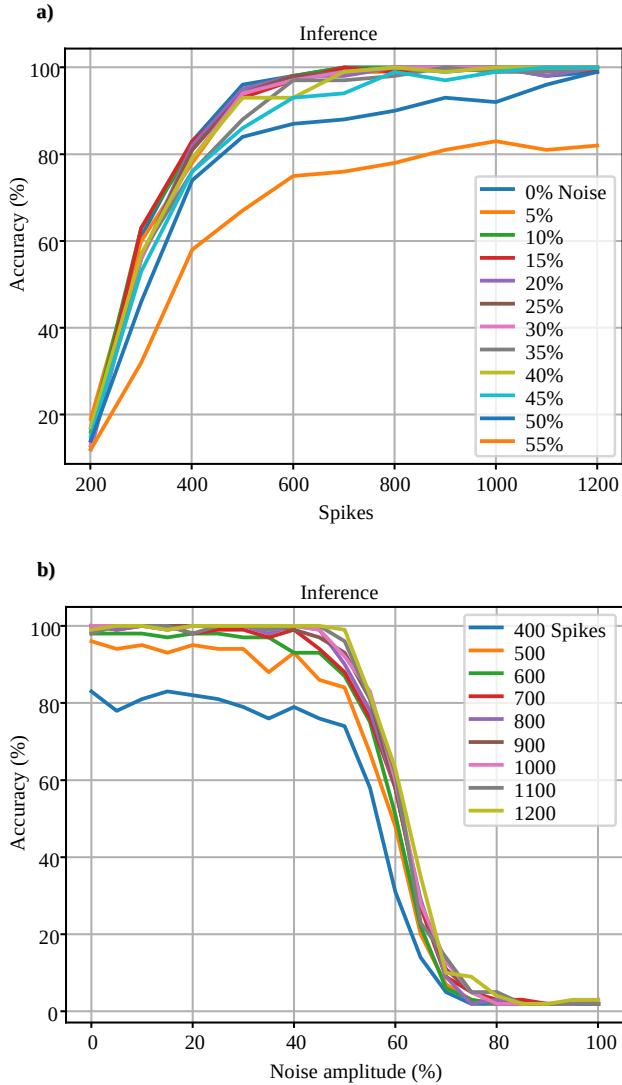 a)
Inference
Accuracy (%)
100
80
60
40
20
0% Noise
5%
10%
15%
20%
25%
30%
35%
40%
45%
50%
55%
200 400 600 800 1000 1200
Spikes
b)
Inference
Accuracy (%)
100
80
60
40
20
0
400 Spikes
500
600
700
800
900
1000
1100
1200
0 20 40 60 80 100
Noise amplitude (%)